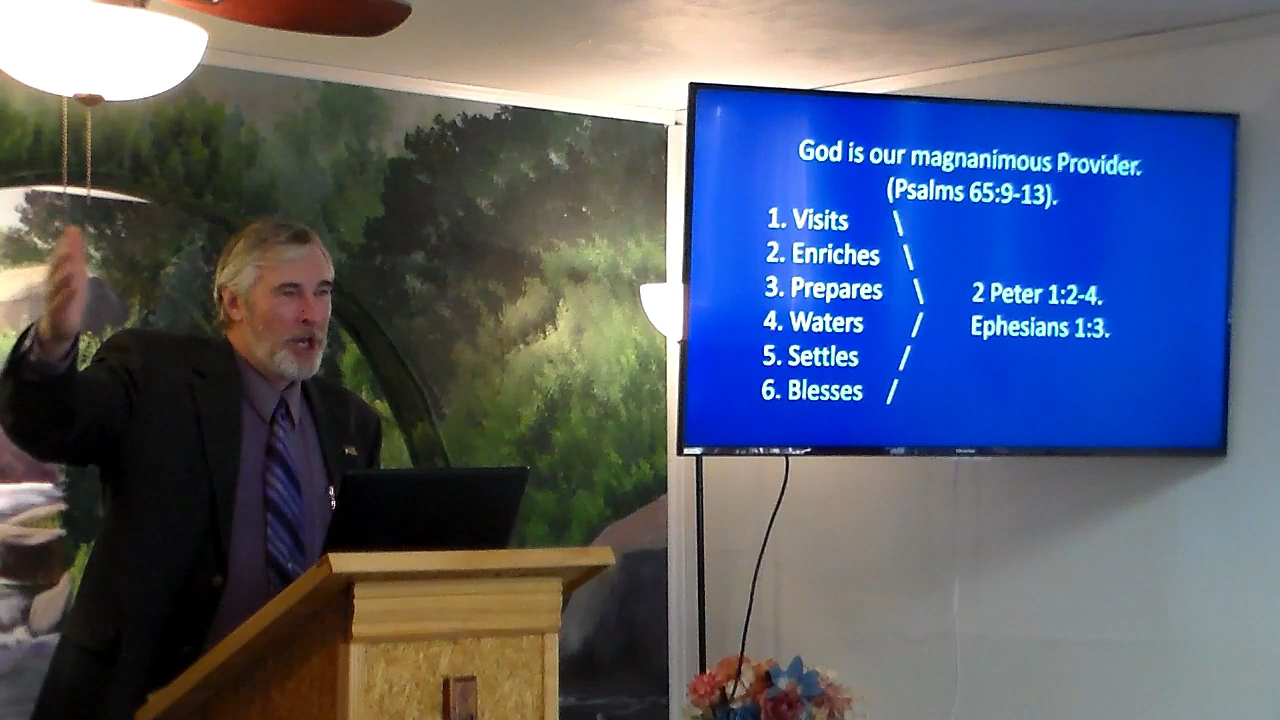 God is our magnanimous Provider.
(Psalms 65:9-13).
1. Visits
2. Enriches
3. Prepares
4. Waters
5. Settles
6. Blesses
2 Peter 1:2-4.
Ephesians 1:3.